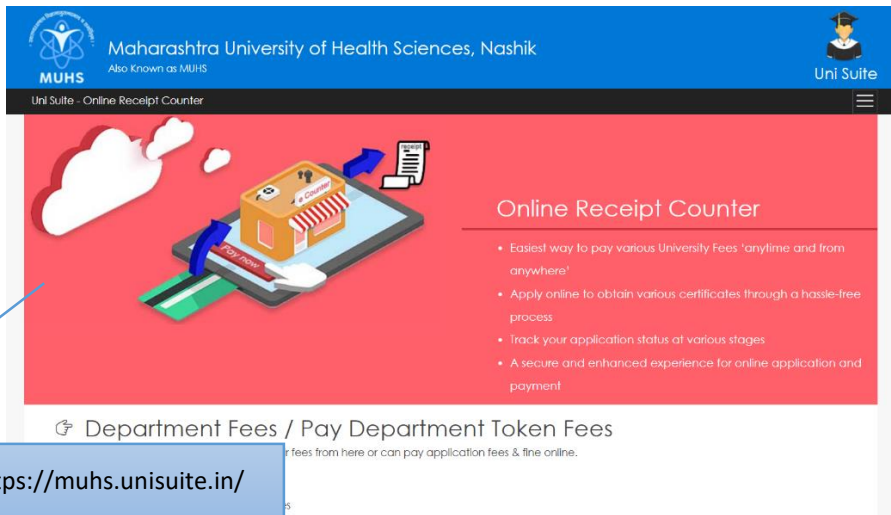 Maharashtra University of Health Sciences, Nashik
Also Known as MUHS
MUHS
Uni Suite
Uni Suite - Online Receipt Counter
receipt
e Counter
Pay now
Online Receipt Counter
• Easiest way to pay various University Fees 'anytime and from
anywhere'
• Apply online to obtain various certificates through a hassle-free
process
• Track your application status at various stages
• A secure and enhanced experience for online application and
payment
Department Fees / Pay Department Token Fees
fees from here or can pay application fees & fine online.
tps://muhs.unisuite.in/